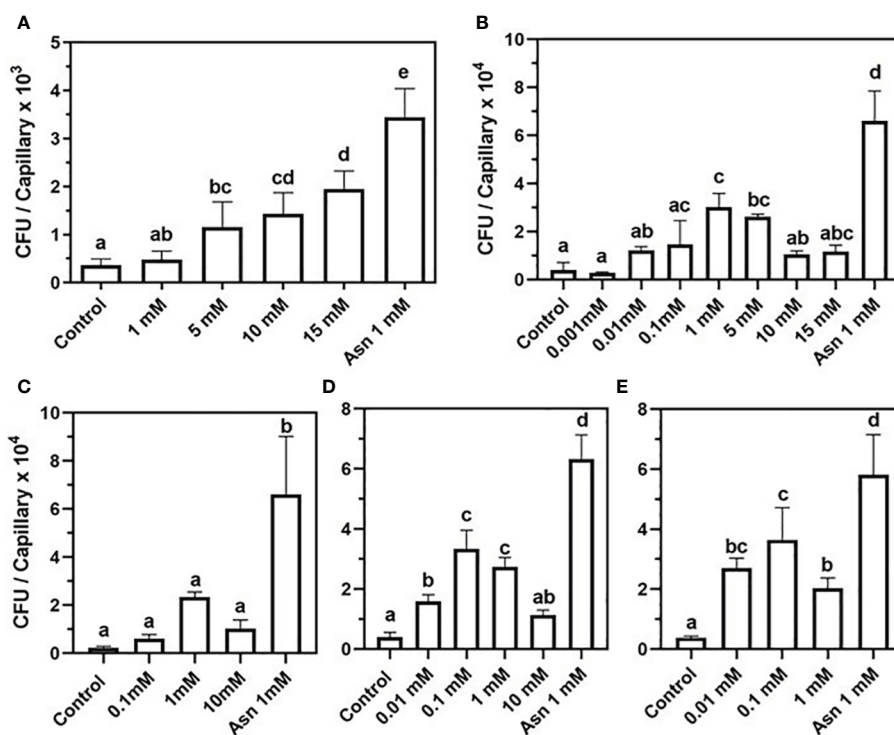 A
CFU / Capillary x 10³
5
4
3
2
1
0
a
ab
bc
cd
d
e
Control
1 mM
5 mM
10 mM
15 mM
Asn 1 mM
B
CFU / Capillary x 10⁴
10
8
6
4
2
0
a
a
ab
ac
c
bc
ab
abc
d
Control
0.001mM
0.01mM
0.1mM
1 mM
5 mM
10 mM
15 mM
Asn 1 mM
C
CFU / Capillary x 10⁴
10
8
6
4
2
0
a
a
a
a
b
Control
0.1mM
1mM
10mM
Asn 1mM
D
8
6
4
2
0
a
b
c
c
ab
d
Control
0.01 mM
0.1 mM
1 mM
10 mM
Asn 1 mM
E
8
6
4
2
0
a
bc
c
b
d
Control
0.01 mM
0.1 mM
1 mM
Asn 1 mM